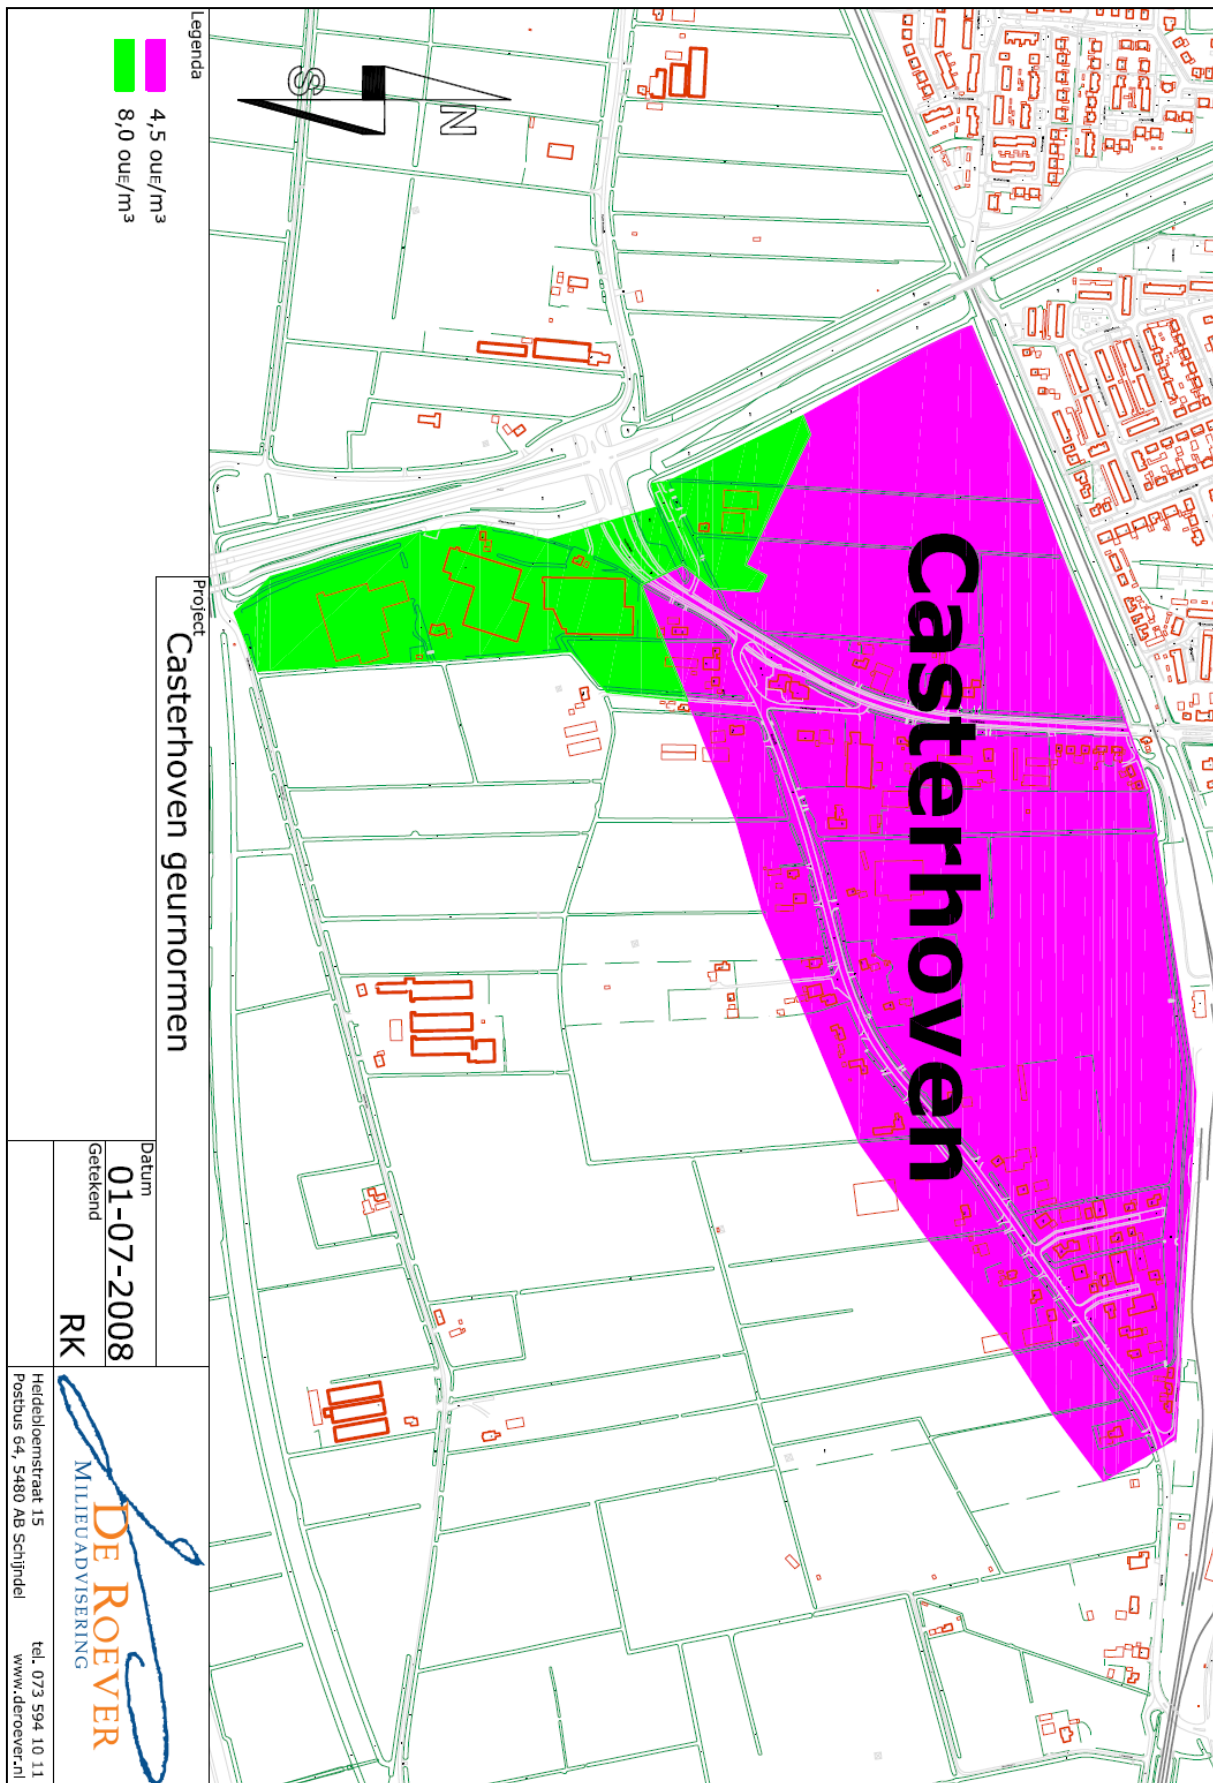 Casterhoven
N
S
Legenda
4,5 ouE/m³
8,0 ouE/m³
Project
Casterhoven geurnormen
Datum
01-07-2008
Getekend
RK
DE ROEVER
MILIEUADVISERING
Heidebloemstraat 15 tel. 073 594 10 11
Postbus 64, 5480 AB Schijndel www.deroever.nl